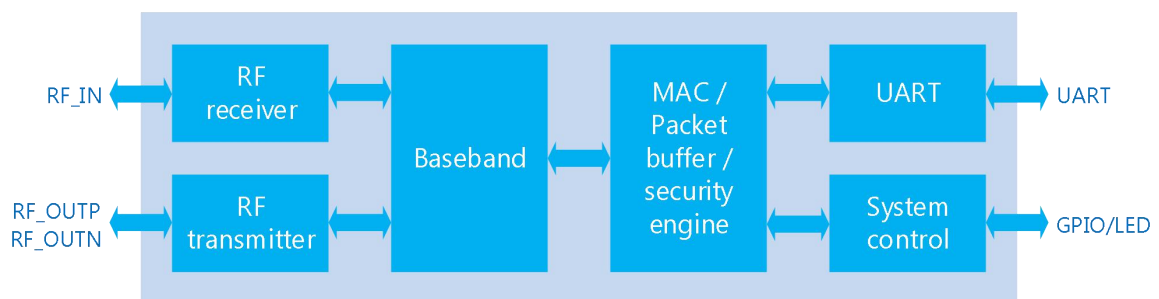 RF_IN
RF
receiver
RF_OUTP
RF_OUTN
RF
transmitter
Baseband
MAC /
Packet
buffer /
security
engine
UART
UART
System
control
GPIO/LED